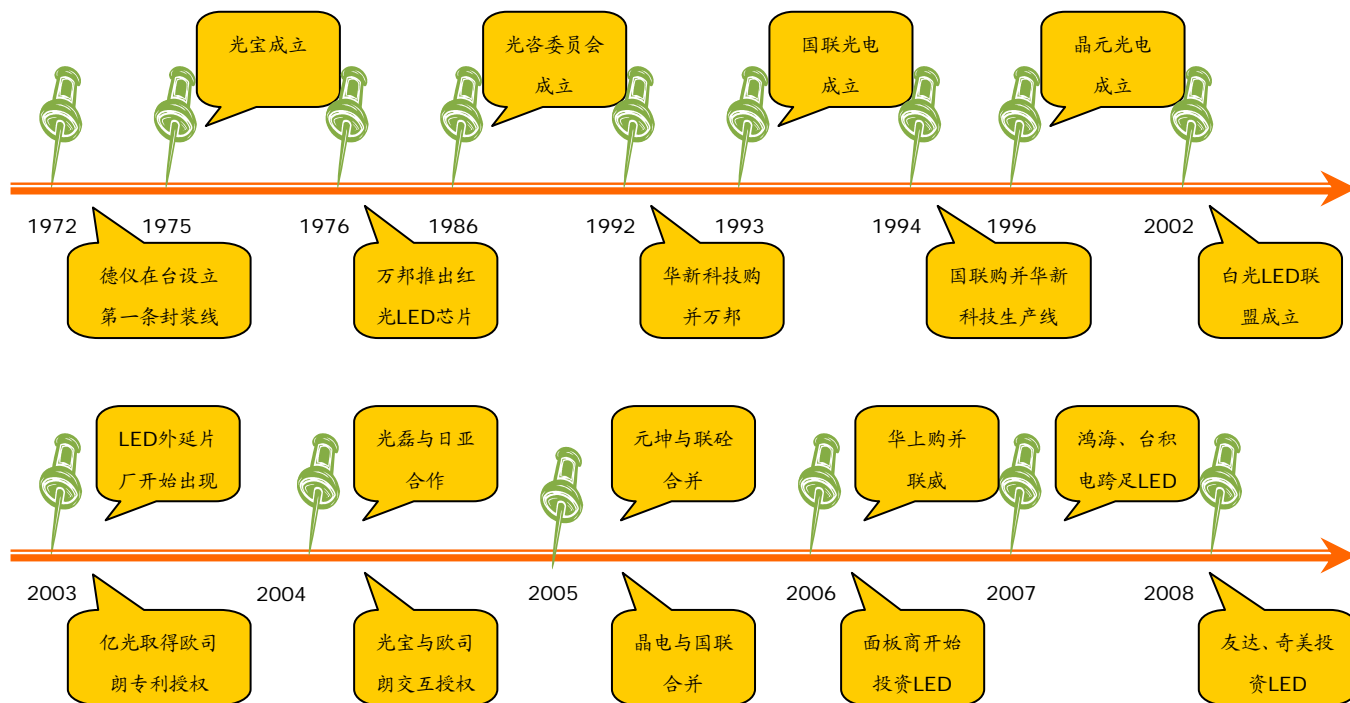 光宝成立
光咨委员会
成立
国联光电
成立
晶元光电
成立
1972
1975
1976
1986
1992
1993
1994
1996
2002
德仪在台设立
第一条封装线
万邦推出红
光LED芯片
华新科技购
并万邦
国联购并华新
科技生产线
白光LED联
盟成立
LED外延片
厂开始出现
光磊与日亚
合作
元坤与联砼
合并
华上购并
联威
鸿海、台积
电跨足LED
2003
2004
2005
2006
2007
2008
亿光取得欧司
朗专利授权
光宝与欧司
朗交互授权
晶电与国联
合并
面板商开始
投资LED
友达、奇美投
资LED